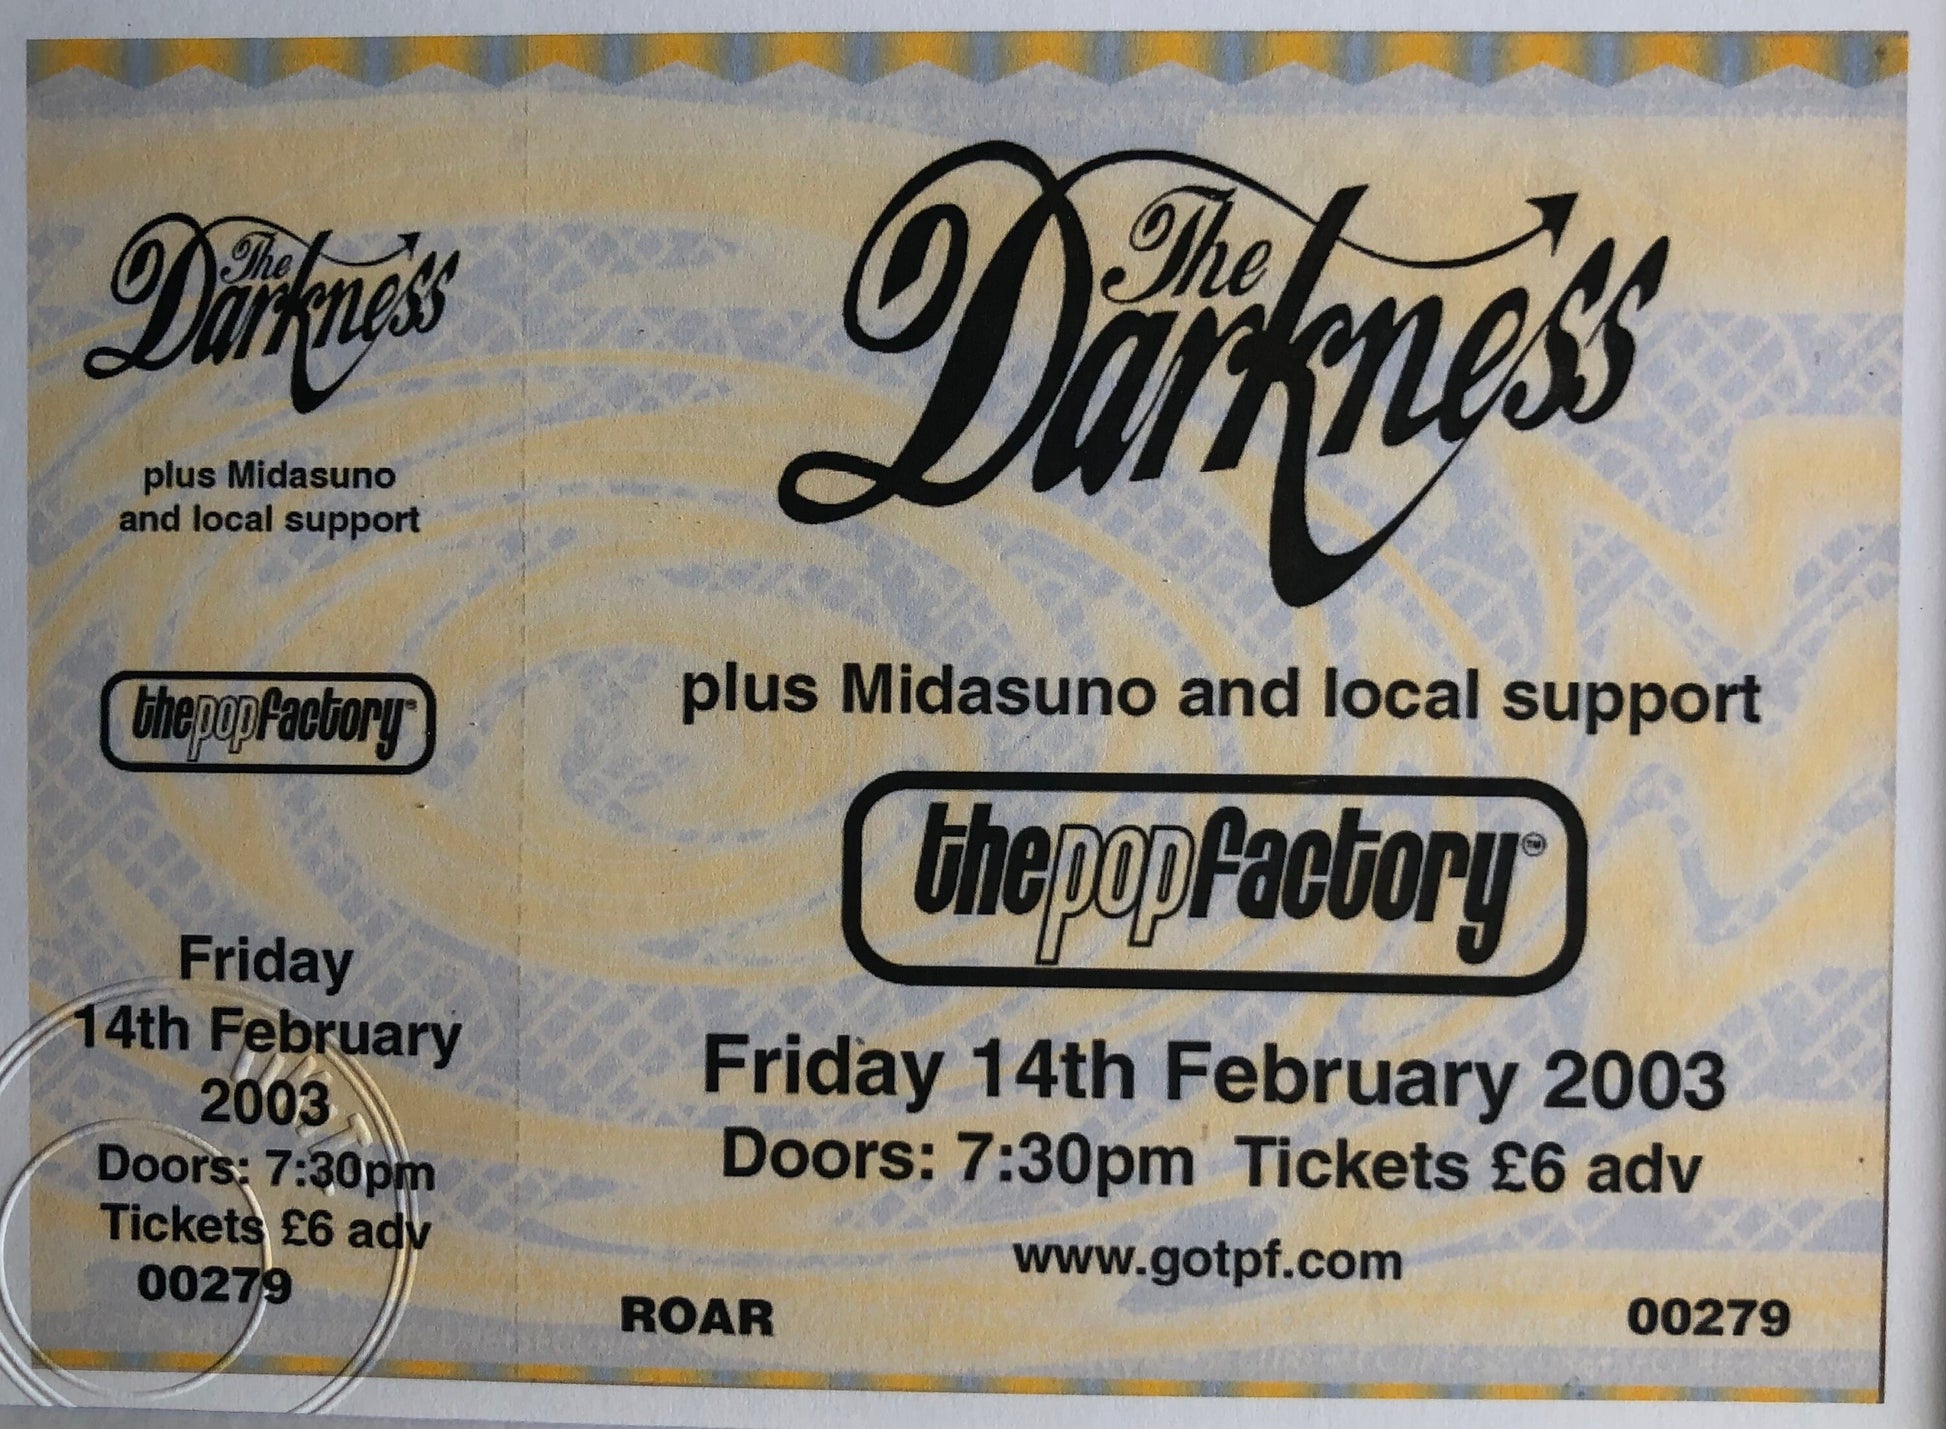 The Darkness
plus Midasuno
and local support
thepopfactory
Friday
14th February
2003
Doors: 7:30pm
Tickets £6 adv
00279
The Darkness
plus Midasuno and local support
thepopfactory™
Friday 14th February 2003
Doors: 7:30pm Tickets £6 adv
www.gotpf.com
ROAR
00279